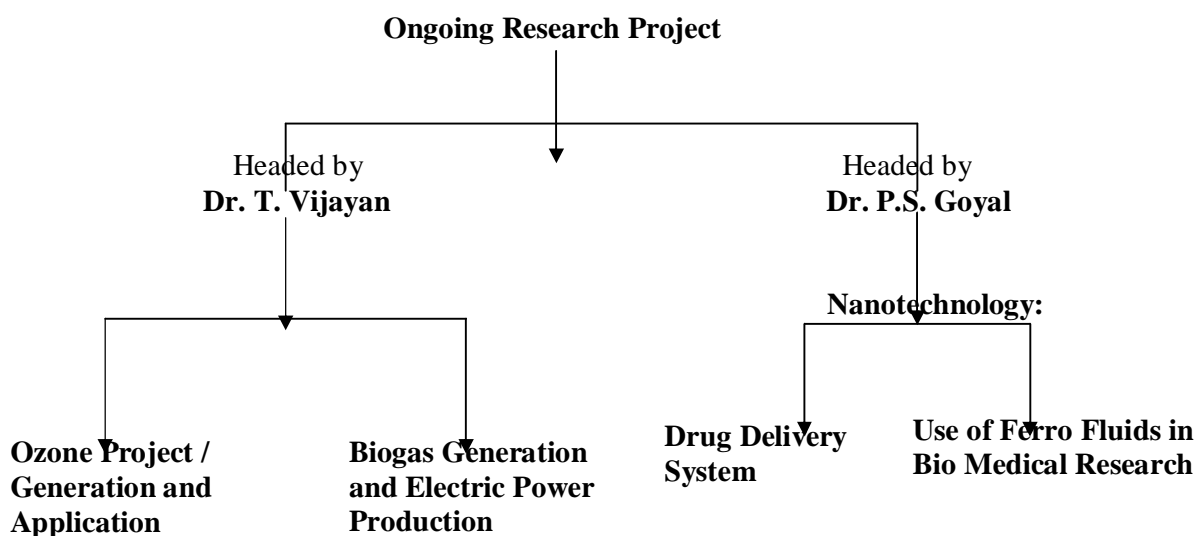 Ongoing Research Project
Headed by
Dr. T. Vijayan
Headed by
Dr. P.S. Goyal
Nanotechnology:
Ozone Project /
Generation and
Application
Biogas Generation
and Electric Power
Production
Drug Delivery
System
Use of Ferro Fluids in
Bio Medical Research